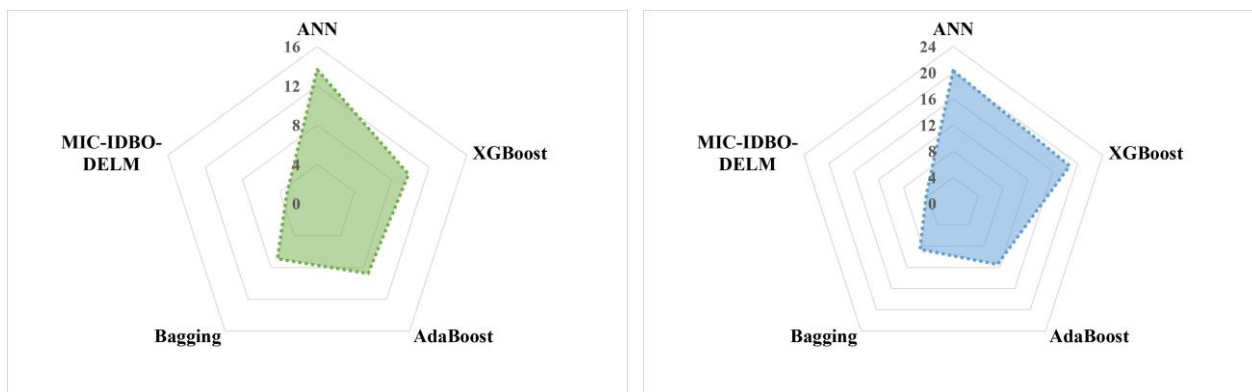 ANN
16
12
8
4
0
XGBoost
AdaBoost
Bagging
MIC-IDBO-
DELM
ANN
24
20
16
12
8
4
0
XGBoost
AdaBoost
Bagging
MIC-IDBO-
DELM